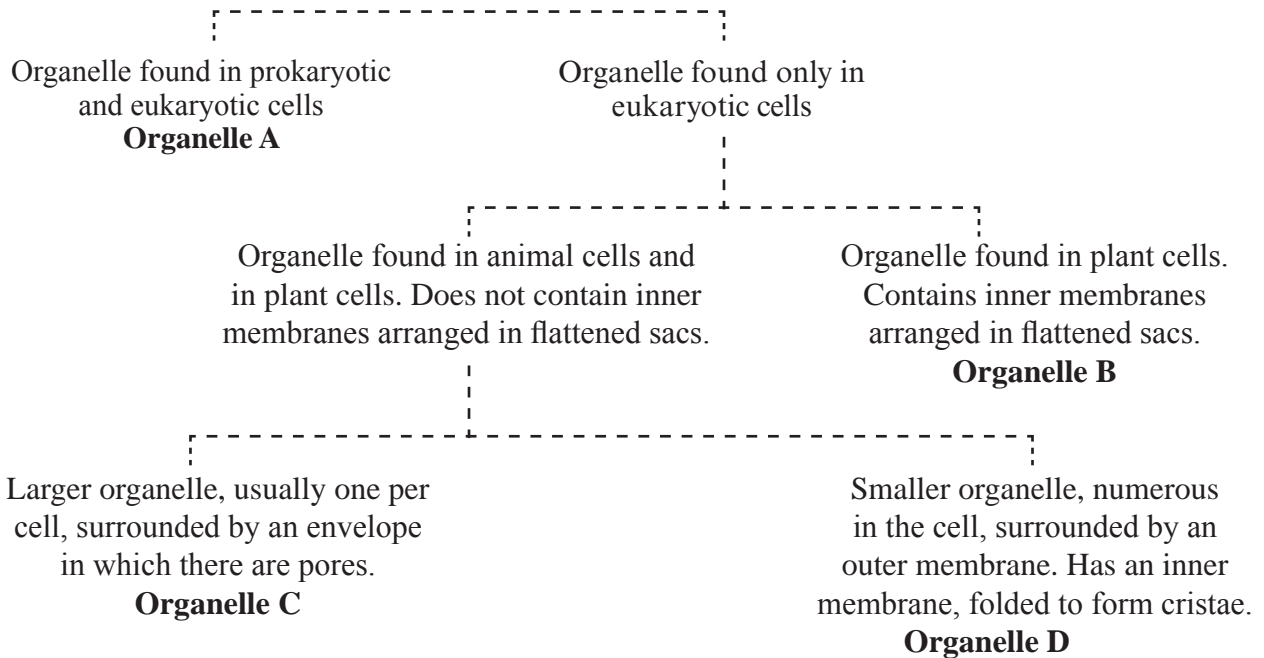 Organelle found in prokaryotic
and eukaryotic cells
Organelle A
Organelle found only in
eukaryotic cells
Organelle found in animal cells and
in plant cells. Does not contain inner
membranes arranged in flattened sacs.
Organelle found in plant cells.
Contains inner membranes
arranged in flattened sacs.
Organelle B
Larger organelle, usually one per
cell, surrounded by an envelope
in which there are pores.
Organelle C
Smaller organelle, numerous
in the cell, surrounded by an
outer membrane. Has an inner
membrane, folded to form cristae.
Organelle D